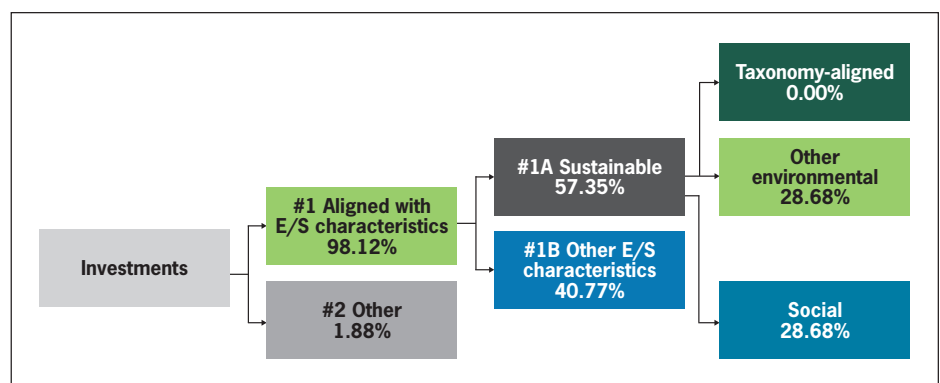 Investments
#1 Aligned with
E/S characteristics
98.12%
#2 Other
1.88%
#1A Sustainable
57.35%
#1B Other E/S
characteristics
40.77%
Taxonomy-aligned
0.00%
Other
environmental
28.68%
Social
28.68%